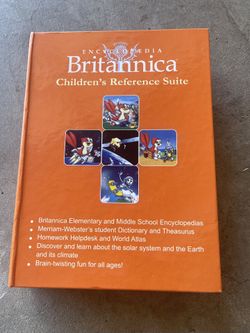 ENCYCLOPÆDIA
Britannica
Children's Reference Suite
• Britannica Elementary and Middle School Encyclopedias
• Merriam-Webster's student Dictionary and Theasurus
• Homework Helpdesk and World Atlas
• Discover and learn about the solar system and the Earth
and its climate
• Brain-twisting fun for all ages!